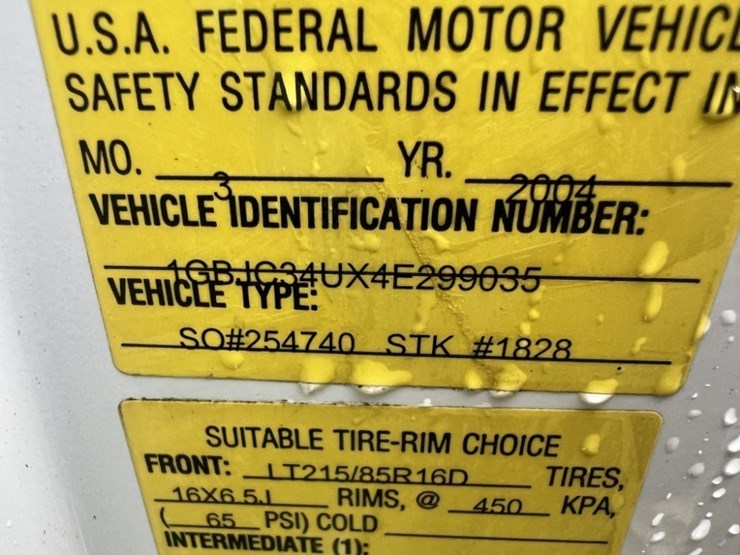 U.S.A. FEDERAL MOTOR VEHICL
SAFETY STANDARDS IN EFFECT IN
MO. 3 YR. 2004
VEHICLE IDENTIFICATION NUMBER:
1GBJC34UX4E299035
VEHICLE TYPE:
SO#254740 STK #1828
SUITABLE TIRE-RIM CHOICE
FRONT: LT215/85R16D TIRES,
16X6.5J RIMS, @ 450 KPA,
( 65 PSI) COLD
INTERMEDIATE (1):